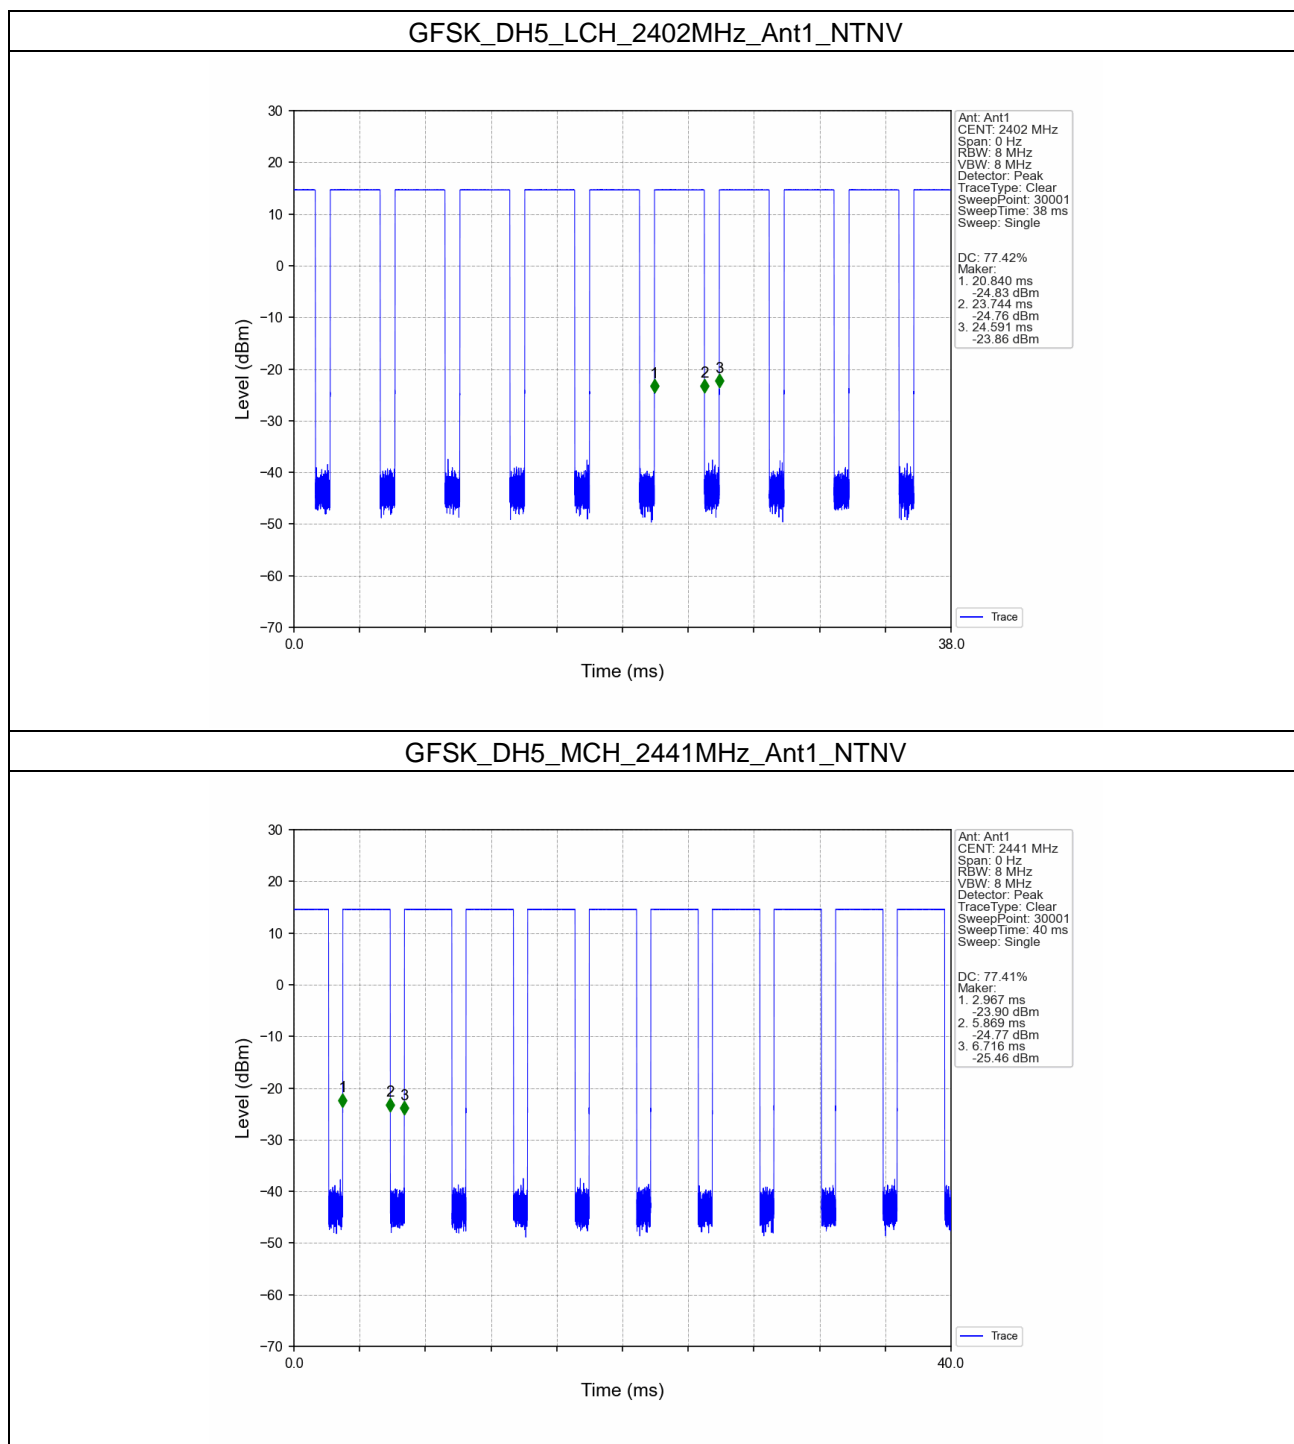 GFSK_DH5_LCH_2402MHz_Ant1_NTNV
30
20
10
0
−10
−20
−30
−40
−50
−60
−70
Level (dBm)
1
2
3
0.0
38.0
Time (ms)
Ant: Ant1
CENT: 2402 MHz
Span: 0 Hz
RBW: 8 MHz
VBW: 8 MHz
Detector: Peak
TraceType: Clear
SweepPoint: 30001
SweepTime: 38 ms
Sweep: Single
DC: 77.42%
Maker:
1. 20.840 ms
-24.83 dBm
2. 23.744 ms
-24.76 dBm
3. 24.591 ms
-23.86 dBm
Trace
GFSK_DH5_MCH_2441MHz_Ant1_NTNV
30
20
10
0
−10
−20
−30
−40
−50
−60
−70
Level (dBm)
1
2
3
0.0
40.0
Time (ms)
Ant: Ant1
CENT: 2441 MHz
Span: 0 Hz
RBW: 8 MHz
VBW: 8 MHz
Detector: Peak
TraceType: Clear
SweepPoint: 30001
SweepTime: 40 ms
Sweep: Single
DC: 77.41%
Maker:
1. 2.967 ms
-23.90 dBm
2. 5.869 ms
-24.77 dBm
3. 6.716 ms
-25.46 dBm
Trace